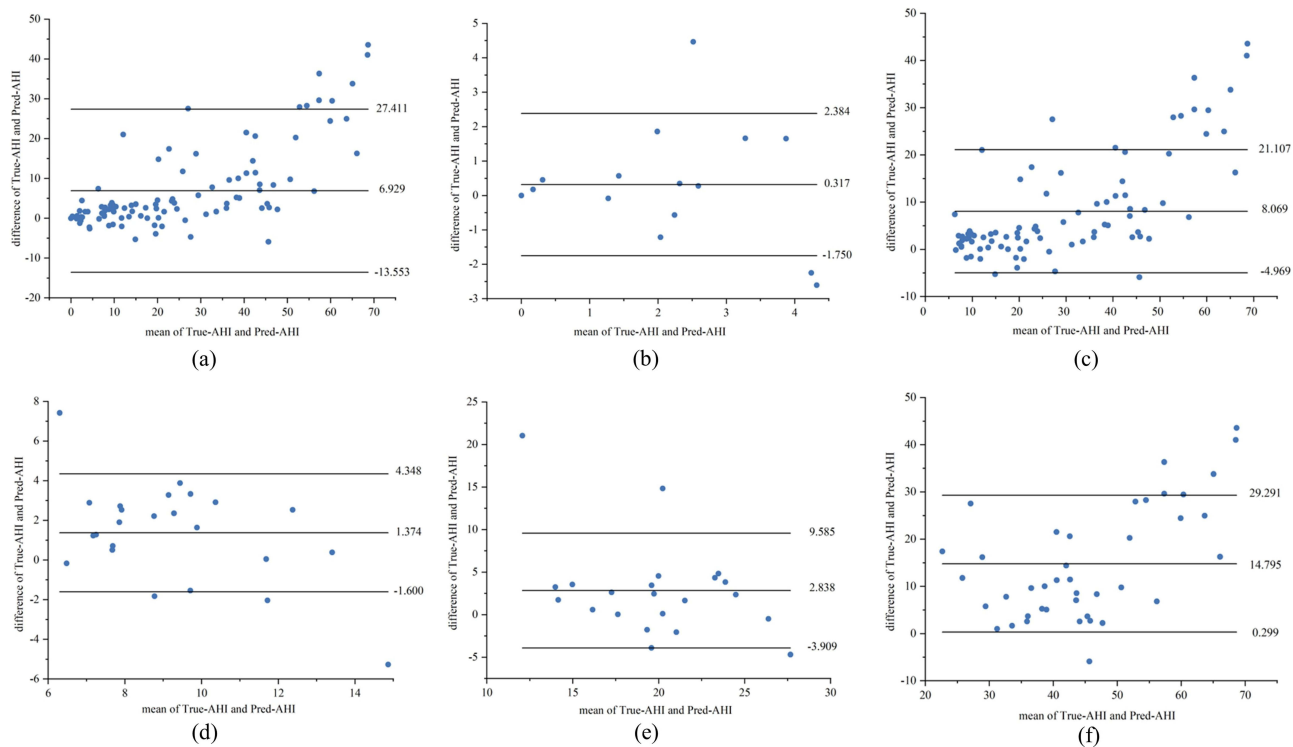 50
40
30
20
10
0
-10
-20
27.411
6.929
-13.553
0 10 20 30 40 50 60 70
difference of True-AHI and Pred-AHI
mean of True-AHI and Pred-AHI
(a)
5
4
3
2
1
0
-1
-2
-3
2.384
0.317
-1.750
0 1 2 3 4
difference of True-AHI and Pred-AHI
mean of True-AHI and Pred-AHI
(b)
50
40
30
20
10
0
-10
21.107
8.069
-4.969
0 10 20 30 40 50 60 70
difference of True-AHI and Pred-AHI
mean of True-AHI and Pred-AHI
(c)
8
6
4
2
0
-2
-4
-6
4.348
1.374
-1.600
6 8 10 12 14
difference of True-AHI and Pred-AHI
mean of True-AHI and Pred-AHI
(d)
25
20
15
10
5
0
-5
9.585
2.838
-3.909
10 15 20 25 30
difference of True-AHI and Pred-AHI
mean of True-AHI and Pred-AHI
(e)
50
40
30
20
10
0
-10
29.291
14.795
0.299
20 30 40 50 60 70
difference of True-AHI and Pred-AHI
mean of True-AHI and Pred-AHI
(f)